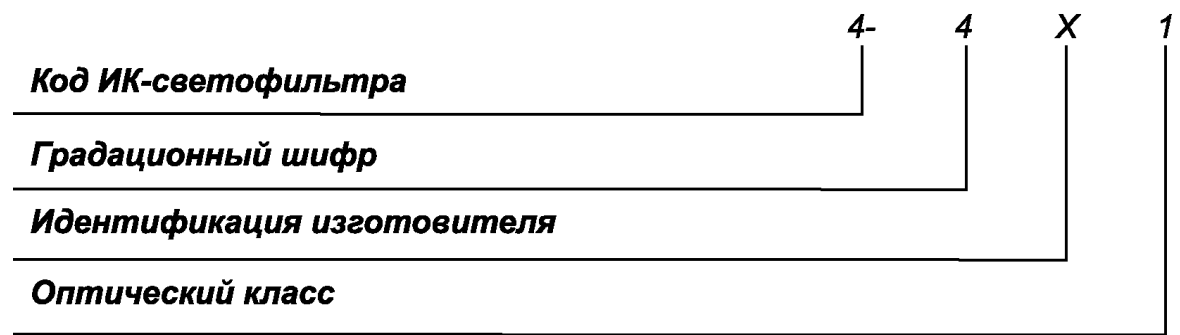 4- 4 X 1
Код ИК-светофильтра
Градационный шифр
Идентификация изготовителя
Оптический класс